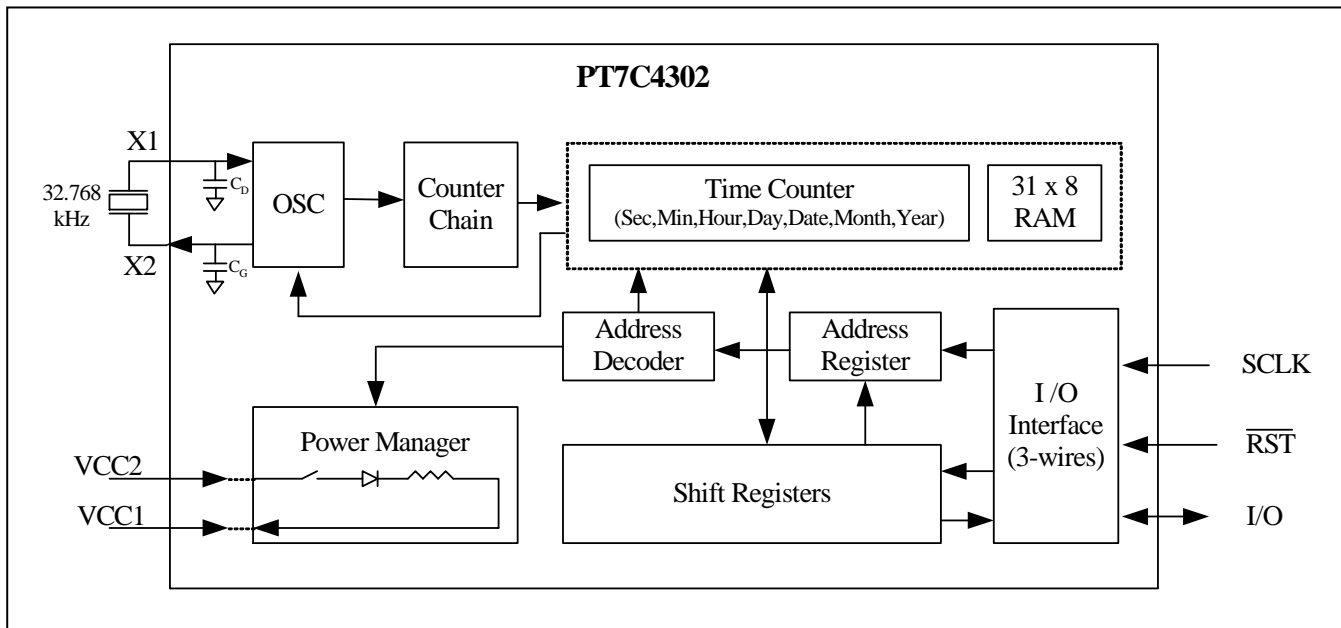 PT7C4302
X1
32.768
kHz
X2
C_D
C_G
OSC
Counter
Chain
Time Counter
(Sec,Min,Hour,Day,Date,Month,Year)
31 x 8
RAM
Address
Decoder
Address
Register
I /O
Interface
(3-wires)
SCLK
RST
I/O
Power Manager
VCC2
VCC1
Shift Registers